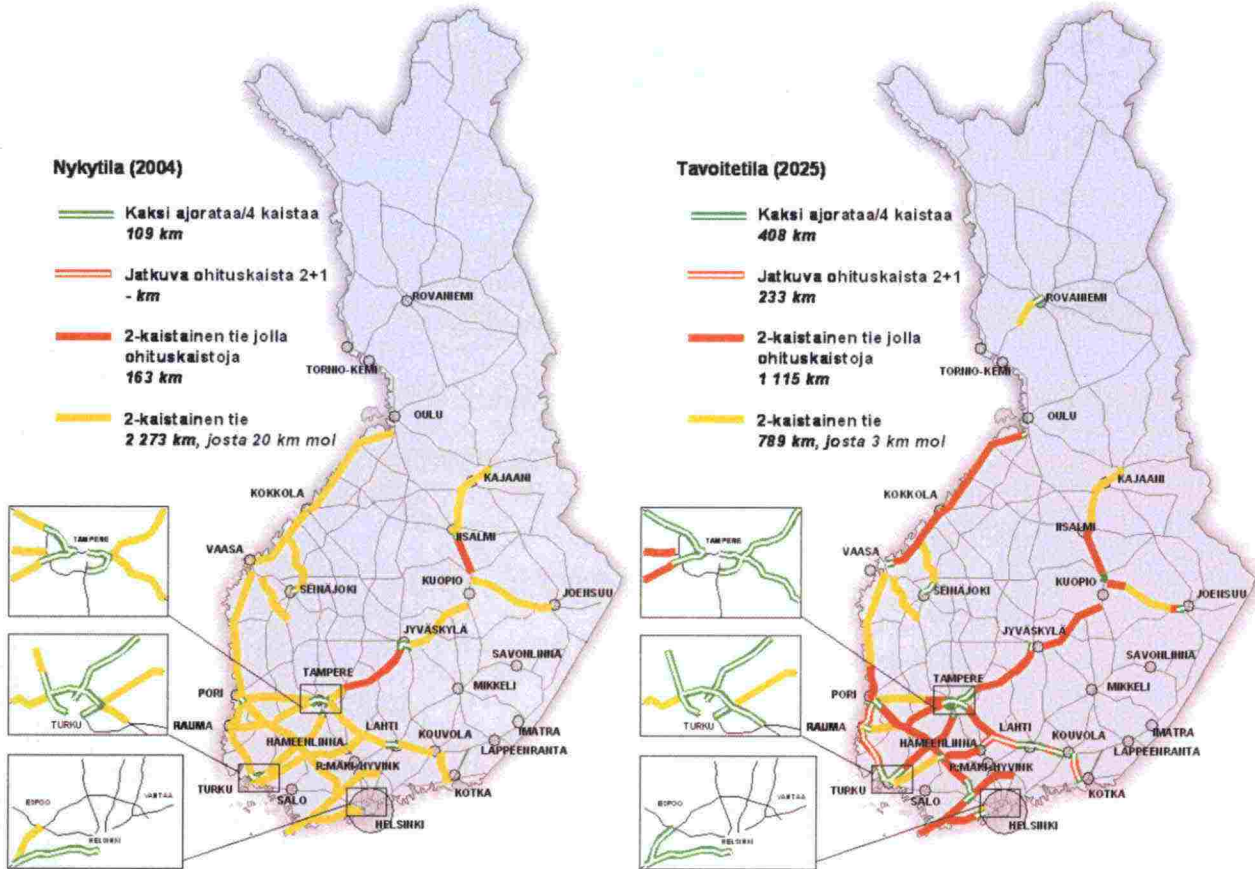 Nykytila (2004)
Kaksi ajorataa/4 kaistaa
109 km
Jatkuva ohituskaista 2+1
- km
2-kaistainen tie jolla
ohituskaistoja
163 km
2-kaistainen tie
2 273 km, josta 20 km mol
ROVANIEMI
TORNIO-KEMI
OULU
KAJAANI
KOKKOLA
IISALMI
VAASA
KUOPIO
SEINÄJOKI
JOENSUU
JYVÄSKYLÄ
SAVONLINNA
TAMPERE
MIKKELI
PORI
LAHTI
IMATRA
RAUMA
HÄMEENLINNA
KOUVOLA
LAPPEENRANTA
R:MÄKI-HYVINK
TURKU
SALO
KOTKA
HELSINKI
TAMPERE
TURKU
ESPOO
VANTAA
HELSINKI
Tavoitetila (2025)
Kaksi ajorataa/4 kaistaa
408 km
Jatkuva ohituskaista 2+1
233 km
2-kaistainen tie jolla
ohituskaistoja
1 115 km
2-kaistainen tie
789 km, josta 3 km mol
ROVANIEMI
TORNIO-KEMI
OULU
KAJAANI
KOKKOLA
IISALMI
VAASA
KUOPIO
SEINÄJOKI
JOENSUU
JYVÄSKYLÄ
SAVONLINNA
TAMPERE
MIKKELI
PORI
LAHTI
IMATRA
RAUMA
HÄMEENLINNA
KOUVOLA
LAPPEENRANTA
R:MÄKI-HYVINK
TURKU
SALO
KOTKA
HELSINKI
TAMPERE
TURKU
ESPOO
VANTAA
HELSINKI